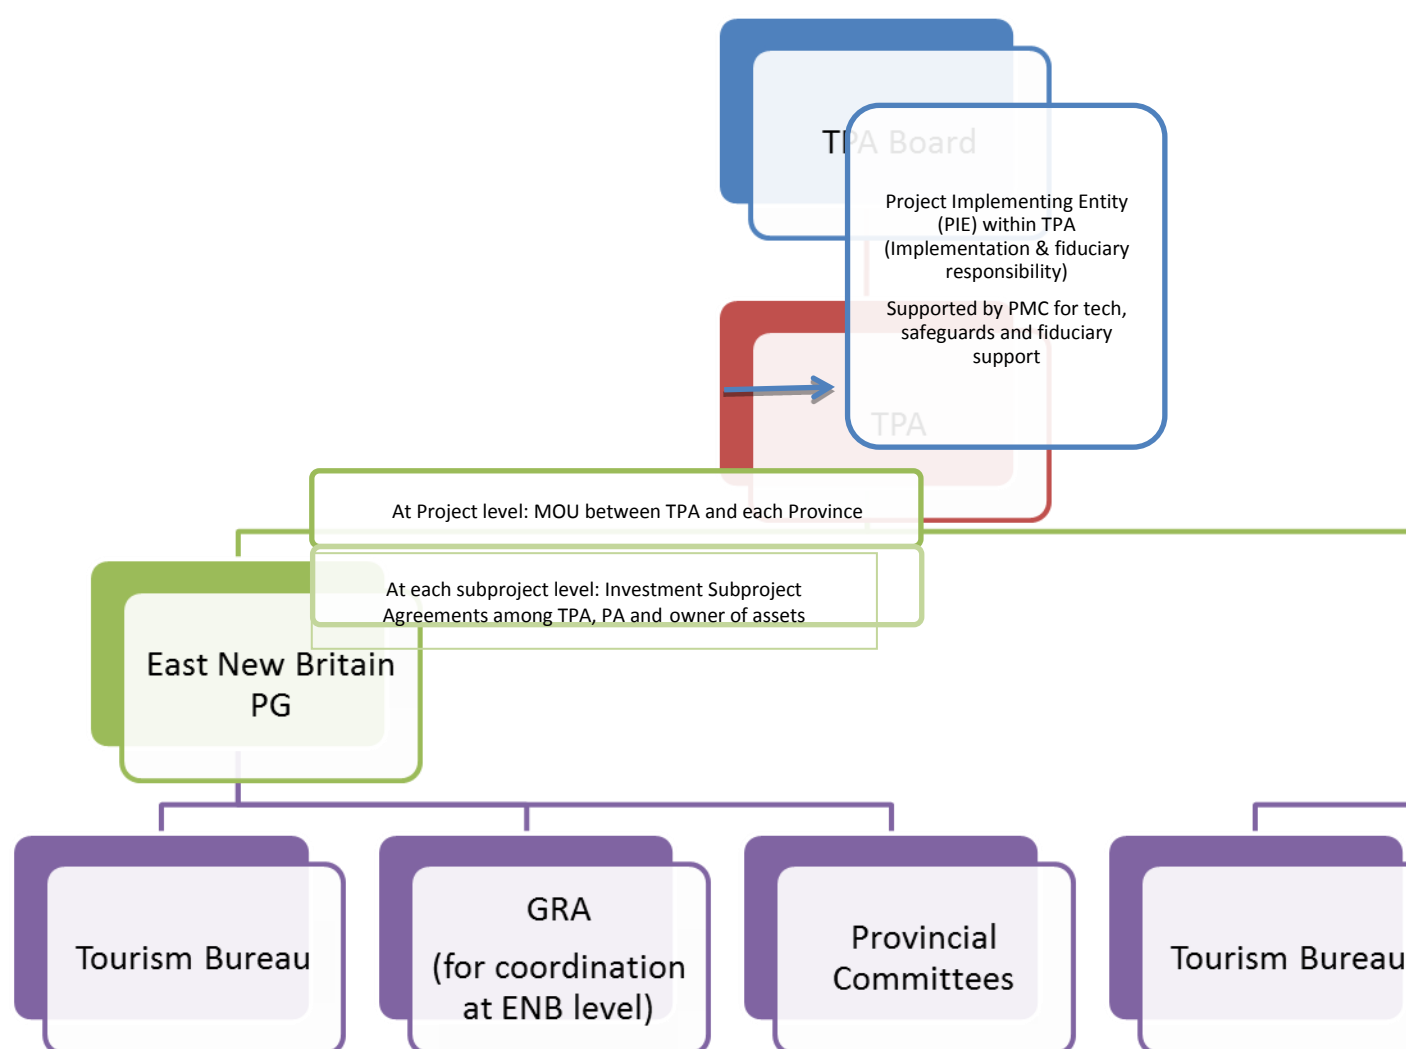 TPA Board
Project Implementing Entity
(PIE) within TPA
(Implementation & fiduciary
responsibility)
Supported by PMC for tech,
safeguards and fiduciary
support
TPA
At Project level: MOU between TPA and each Province
At each subproject level: Investment Subproject
Agreements among TPA, PA and owner of assets
East New Britain
PG
Tourism Bureau
GRA
(for coordination
at ENB level)
Provincial
Committees
Tourism Bureau